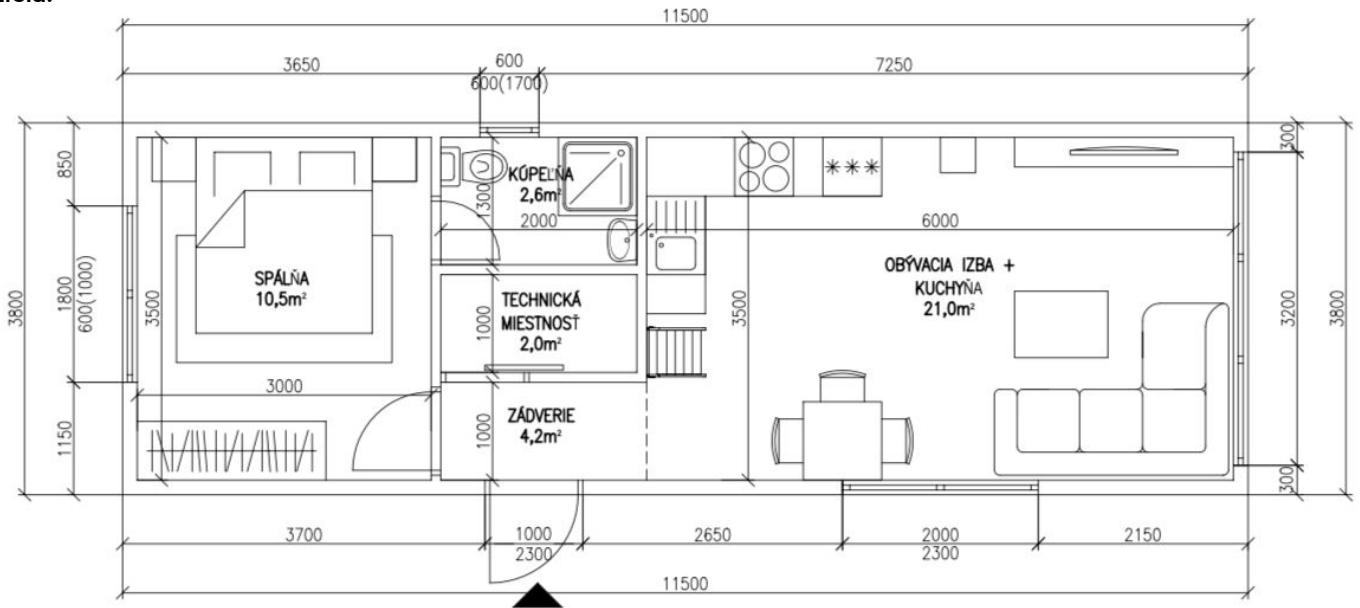 11500
3650
600
600(1700)
7250
3800
850
1800
600(1000)
1150
3500
SPÁLŇA
10,5m²
3000
KÚPEĽŇA
2,6m²
1300
2000
TECHNICKÁ
MIESTNOSŤ
2,0m²
1000
ZÁDVERIE
4,2m²
1000
6000
3500
OBÝVACIA IZBA +
KUCHYŇA
21,0m²
300
3200
300
3800
3700
1000
2300
2650
2000
2300
2150
11500